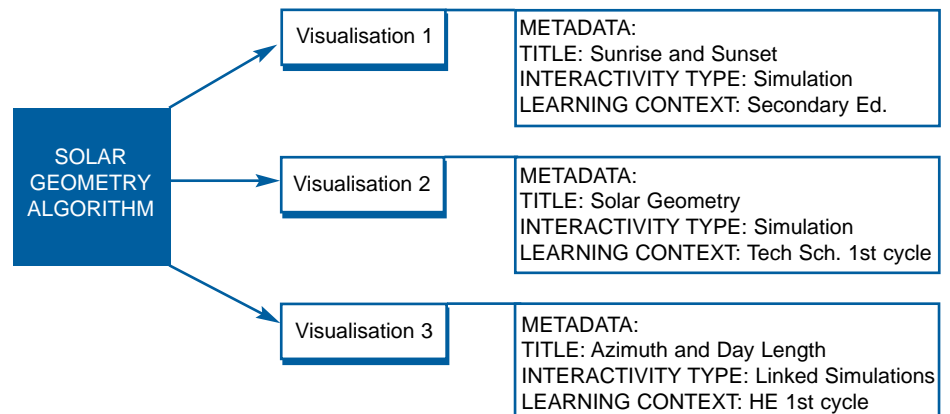 SOLAR
GEOMETRY
ALGORITHM
Visualisation 1
METADATA:
TITLE: Sunrise and Sunset
INTERACTIVITY TYPE: Simulation
LEARNING CONTEXT: Secondary Ed.
Visualisation 2
METADATA:
TITLE: Solar Geometry
INTERACTIVITY TYPE: Simulation
LEARNING CONTEXT: Tech Sch. 1st cycle
Visualisation 3
METADATA:
TITLE: Azimuth and Day Length
INTERACTIVITY TYPE: Linked Simulations
LEARNING CONTEXT: HE 1st cycle